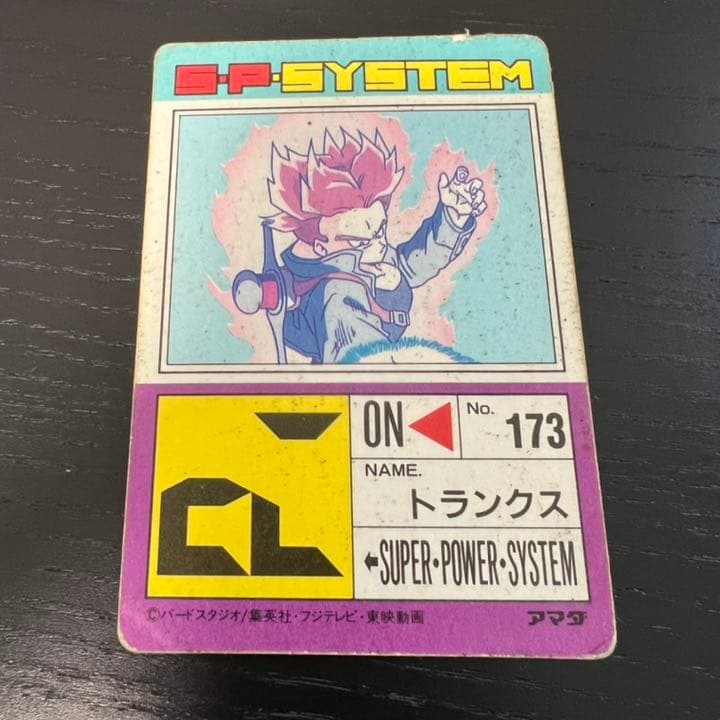 S·P·SYSTEM
ON
No. 173
NAME.
トランクス
CL
←SUPER·POWER·SYSTEM
©バードスタジオ/集英社・フジテレビ・東映動画
アマダ